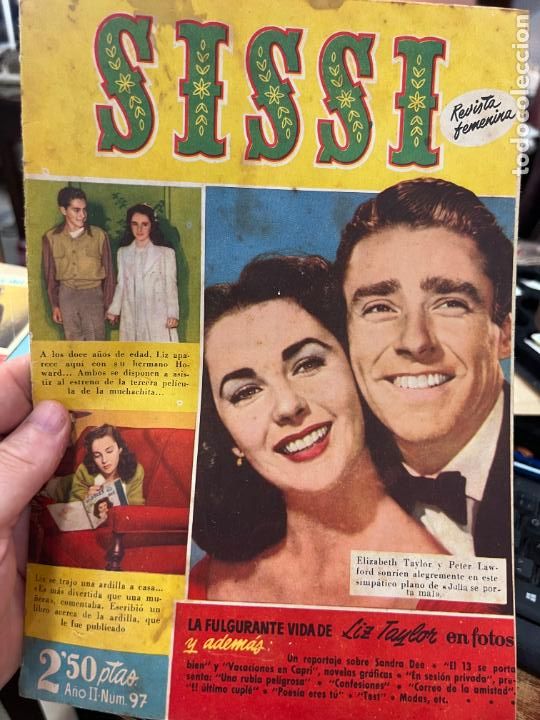 SISSI
Revista
femenina
A los doce años de edad, Liz apa-
rece aquí con su hermano Ho-
ward... Ambos se disponen a asis-
tir al estreno de la tercera pelícu-
la de la muchachita...
Liz se trajo una ardilla a casa...
«Es más divertida que una mu-
ñeca», comentaba. Escribió un
libro acerca de la ardilla, que
le fue publicado
Elizabeth Taylor y Peter Law-
ford sonríen alegremente en este
simpático plano de «Julia se por-
ta mal».
2'50 ptas.
Año II-Num. 97
LA FULGURANTE VIDA DE Liz Taylor en fotos
y además:
Un reportaje sobre Sandra Dee • "El 13 se porta
bien" y "Vacaciones en Capri", novelas gráficas • "En sesión privada", pre-
senta: "Una rubia peligrosa" • "Confesiones" • "Correo de la amistad".
"El último cuplé" • "Poesía eres tú" • "Test" • Modas, etc.
todocoleccion